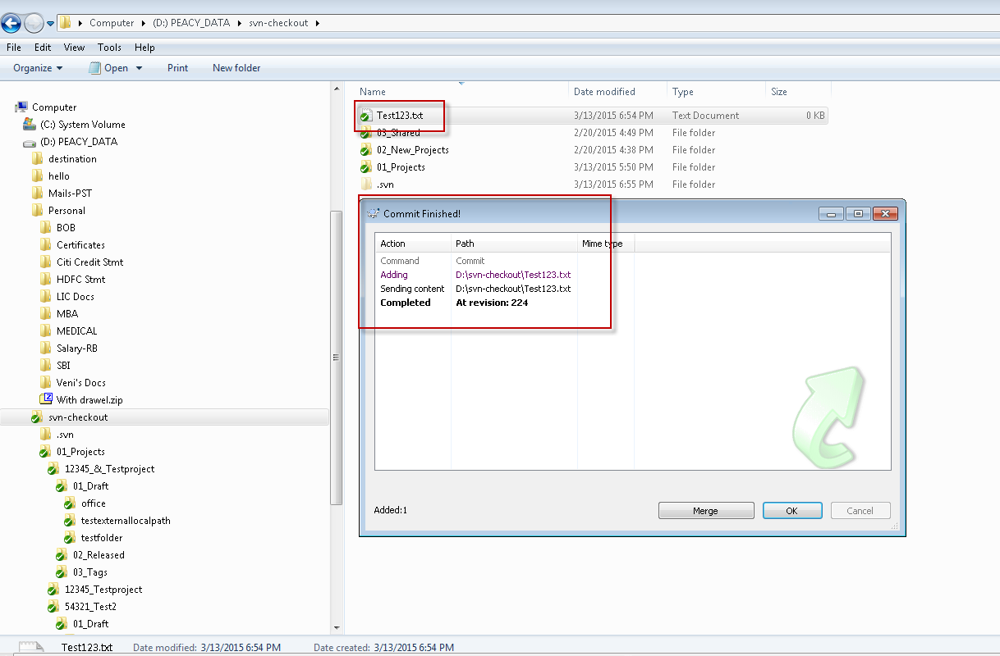 Computer (D:) PEACY_DATA svn-checkout
File Edit View Tools Help
Organize Open Print New folder
Computer
(C:) System Volume
(D:) PEACY_DATA
destination
hello
Mails-PST
Personal
BOB
Certificates
Citi Credit Stmt
HDFC Stmt
LIC Docs
MBA
MEDICAL
Salary-RB
SBI
Veni's Docs
With drawel.zip
svn-checkout
.svn
01_Projects
12345_&_Testproject
01_Draft
office
testexternallocalpath
testfolder
02_Released
03_Tags
12345_Testproject
54321_Test2
01_Draft
Name Date modified Type Size
Test123.txt 3/13/2015 6:54 PM Text Document 0 KB
03_Shared 2/20/2015 4:49 PM File folder
02_New_Projects 2/20/2015 4:38 PM File folder
01_Projects 3/13/2015 5:50 PM File folder
.svn 3/13/2015 6:55 PM File folder
Commit Finished!
Action Path Mime type
Command Commit
Adding D:\svn-checkout\Test123.txt
Sending content D:\svn-checkout\Test123.txt
Completed At revision: 224
Added:1 Merge OK Cancel
Test123.txt Date modified: 3/13/2015 6:54 PM Date created: 3/13/2015 6:54 PM